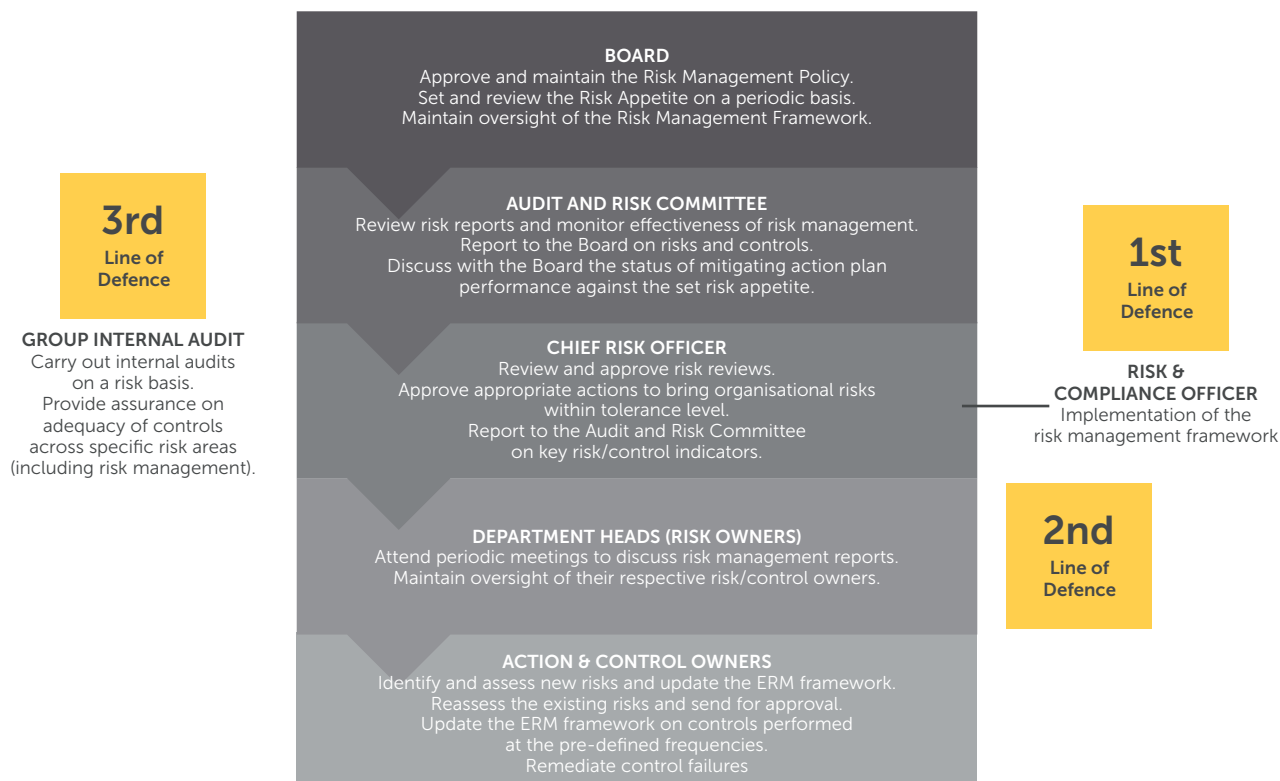 BOARD
Approve and maintain the Risk Management Policy.
Set and review the Risk Appetite on a periodic basis.
Maintain oversight of the Risk Management Framework.
AUDIT AND RISK COMMITTEE
Review risk reports and monitor effectiveness of risk management.
Report to the Board on risks and controls.
Discuss with the Board the status of mitigating action plan
performance against the set risk appetite.
CHIEF RISK OFFICER
Review and approve risk reviews.
Approve appropriate actions to bring organisational risks
within tolerance level.
Report to the Audit and Risk Committee
on key risk/control indicators.
DEPARTMENT HEADS (RISK OWNERS)
Attend periodic meetings to discuss risk management reports.
Maintain oversight of their respective risk/control owners.
ACTION & CONTROL OWNERS
Identify and assess new risks and update the ERM framework.
Reassess the existing risks and send for approval.
Update the ERM framework on controls performed
at the pre-defined frequencies.
Remediate control failures
3rd
Line of
Defence
GROUP INTERNAL AUDIT
Carry out internal audits
on a risk basis.
Provide assurance on
adequacy of controls
across specific risk areas
(including risk management).
1st
Line of
Defence
RISK &
COMPLIANCE OFFICER
Implementation of the
risk management framework
2nd
Line of
Defence